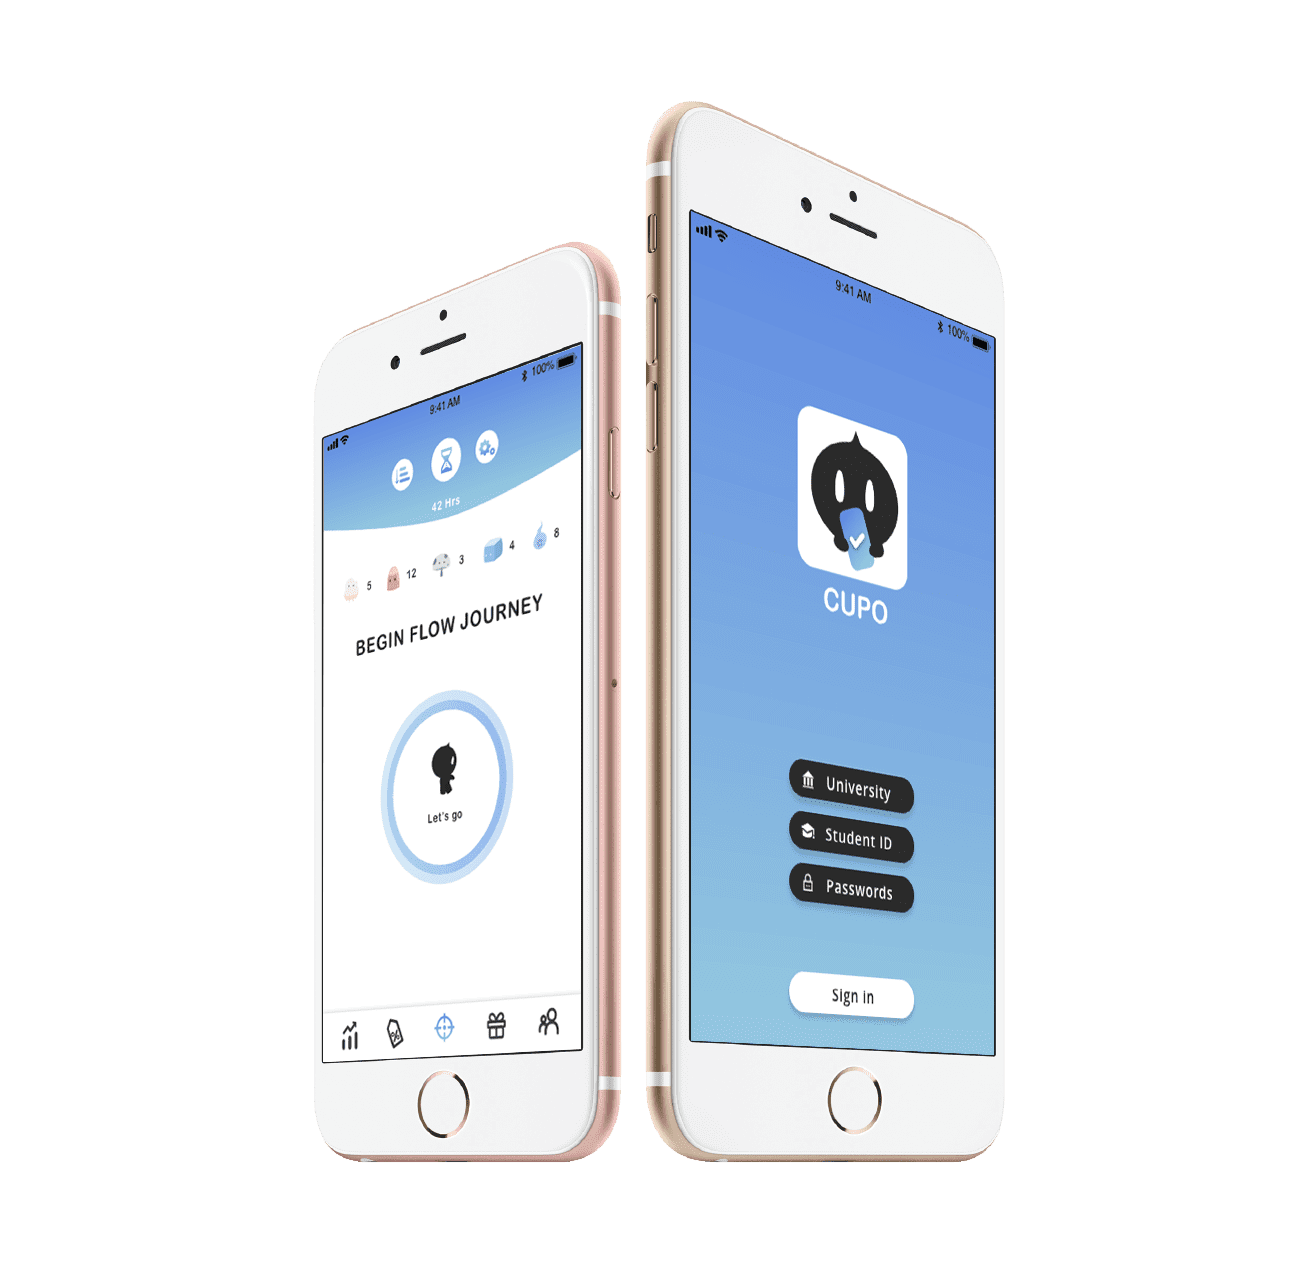 9:41 AM
100%
42 Hrs
5
12
3
4
8
BEGIN FLOW JOURNEY
Let's go
%
9:41 AM
100%
CUPO
University
Student ID
Passwords
Sign in